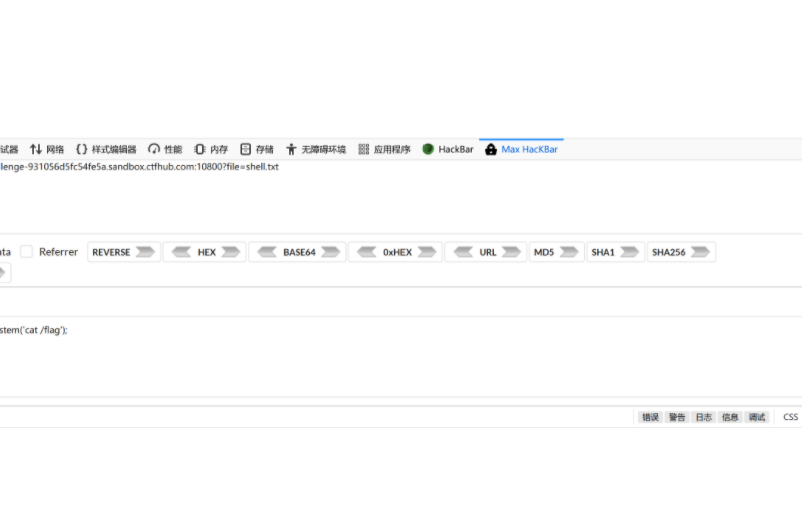 试器 网络 样式编辑器 性能 内存 存储 无障碍环境 应用程序 HackBar Max HacKBar
lenge-931056d5fc54fe5a.sandbox.ctfhub.com:10800?file=shell.txt
ata Referrer REVERSE HEX BASE64 0xHEX URL MD5 SHA1 SHA256
stem('cat /flag');
错误 警告 日志 信息 调试 CSS